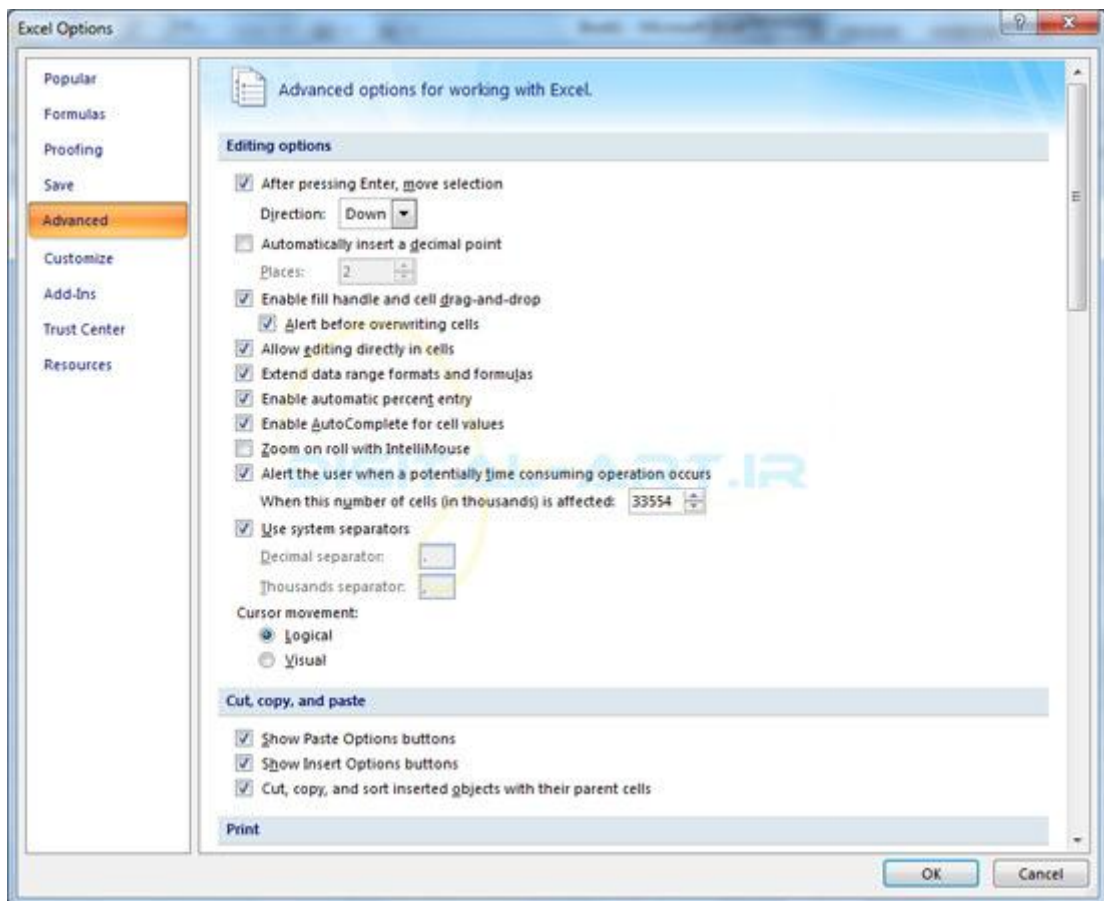 Excel Options
Popular
Formulas
Proofing
Save
Advanced
Customize
Add-Ins
Trust Center
Resources
Advanced options for working with Excel.
Editing options
After pressing Enter, move selection
Direction: Down
Automatically insert a decimal point
Places: 2
Enable fill handle and cell drag-and-drop
Alert before overwriting cells
Allow editing directly in cells
Extend data range formats and formulas
Enable automatic percent entry
Enable AutoComplete for cell values
Zoom on roll with IntelliMouse
DIGITAL-ART.IR
Alert the user when a potentially time consuming operation occurs
When this number of cells (in thousands) is affected: 33554
Use system separators
Decimal separator: .
Thousands separator: ,
Cursor movement:
Logical
Visual
Cut, copy, and paste
Show Paste Options buttons
Show Insert Options buttons
Cut, copy, and sort inserted objects with their parent cells
Print
OK Cancel